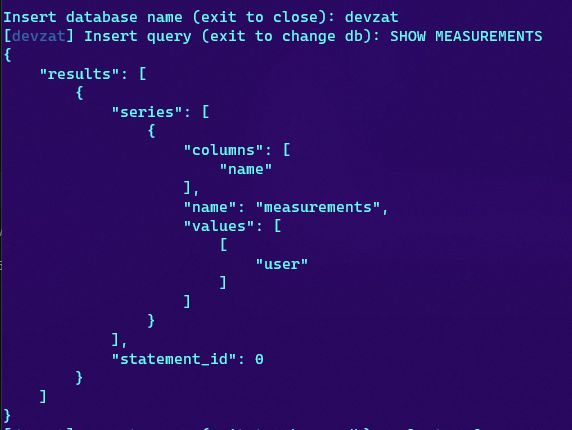 Insert database name (exit to close): devzat
[devzat] Insert query (exit to change db): SHOW MEASUREMENTS
{
    "results": [
        {
            "series": [
                {
                    "columns": [
                        "name"
                    ],
                    "name": "measurements",
                    "values": [
                        [
                            "user"
                        ]
                    ]
                }
            ],
            "statement_id": 0
        }
    ]
}